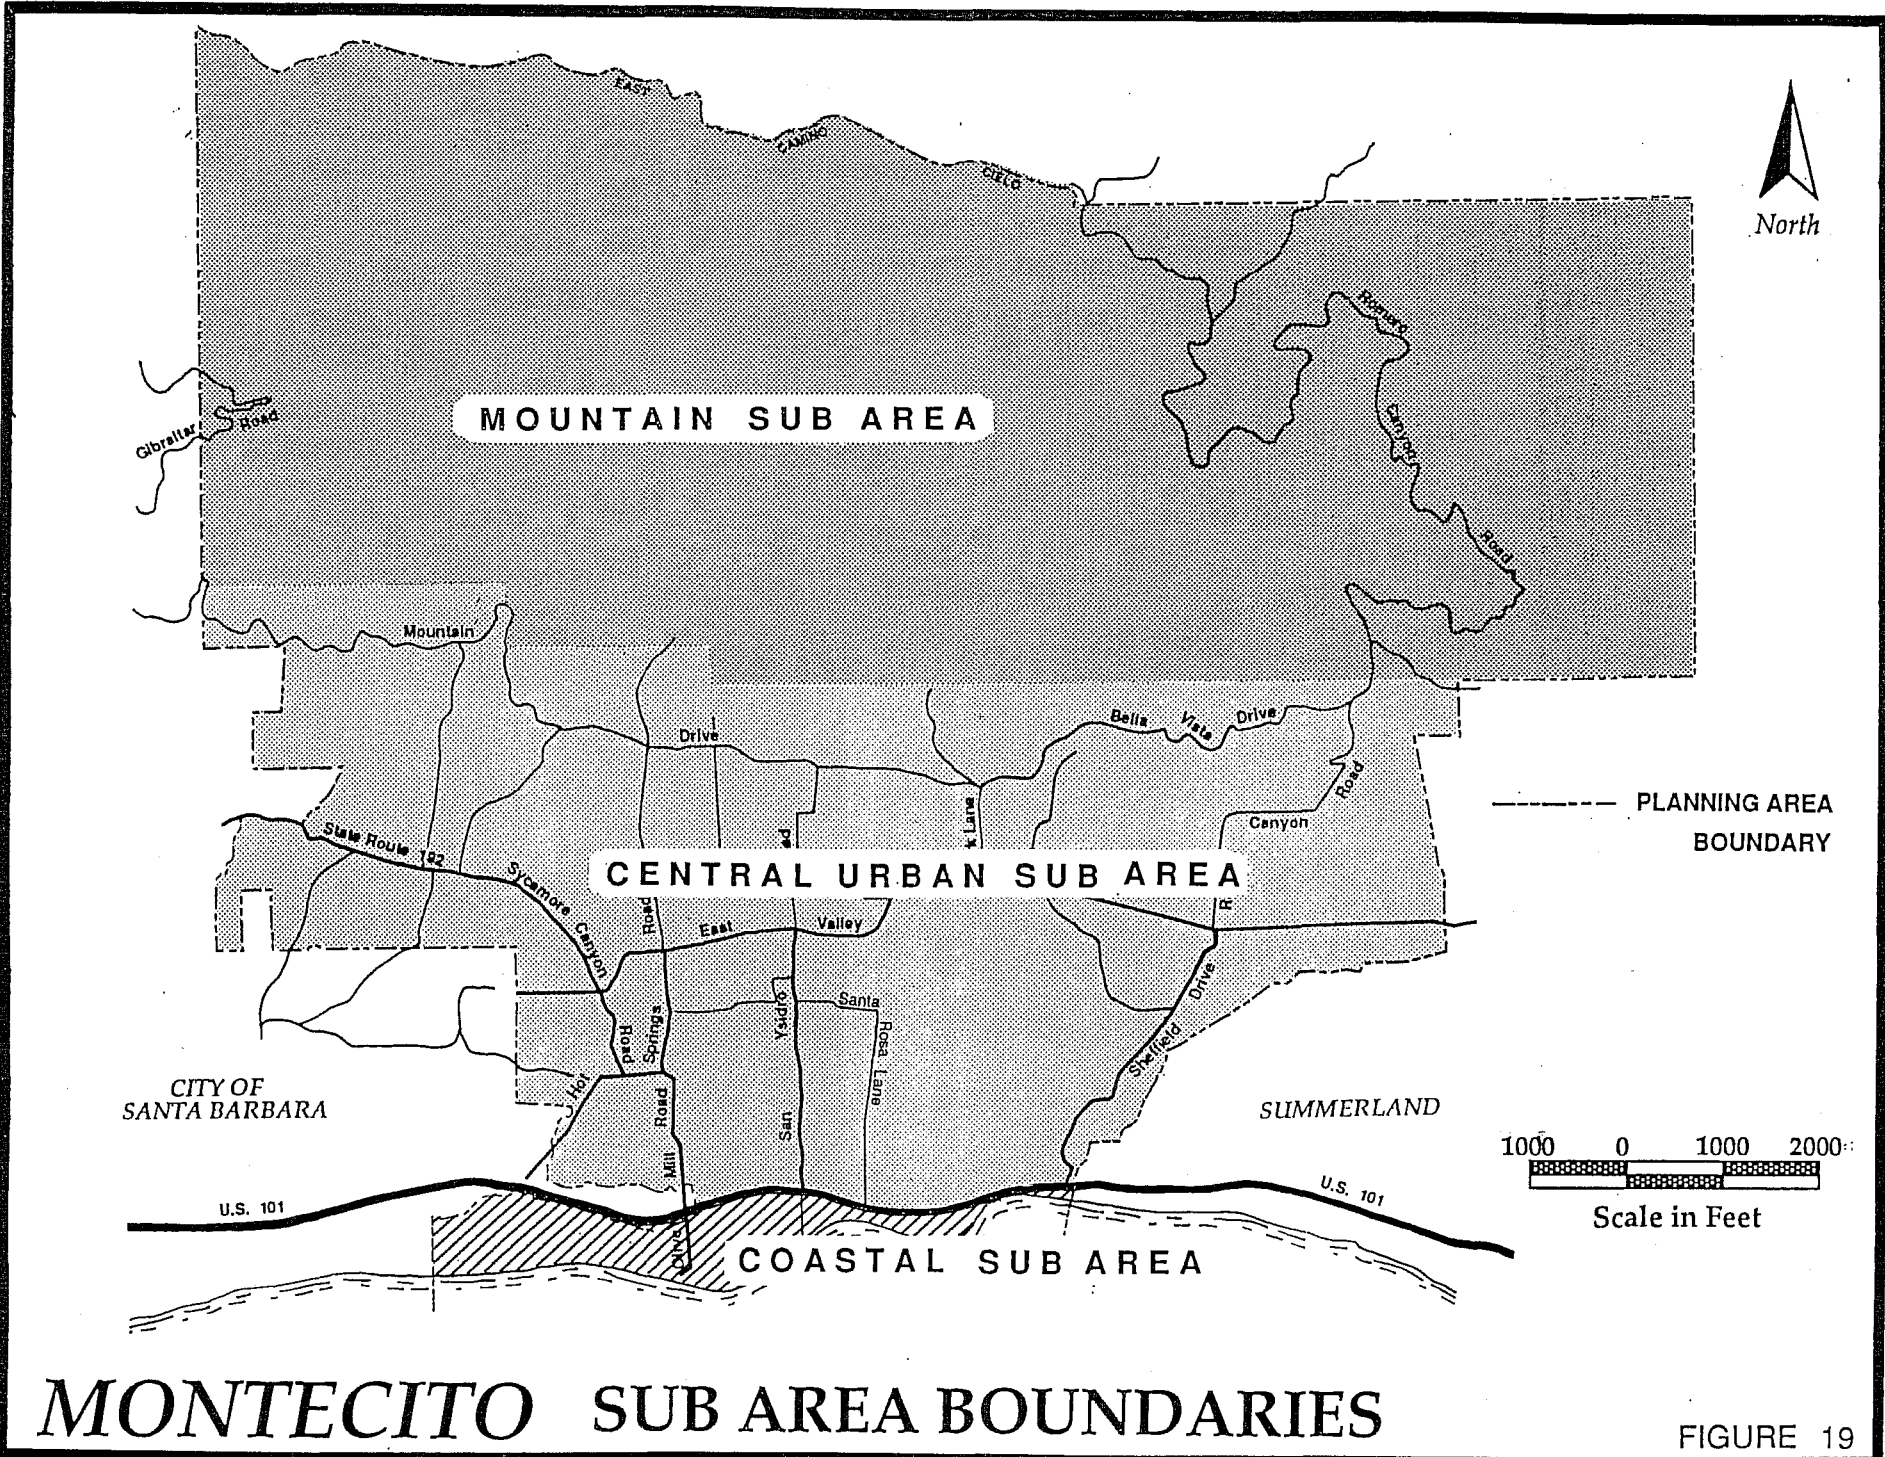 EAST
CAMINO
CIELO
North
Romero
Canyon
Road
Gibraltar
Road
MOUNTAIN SUB AREA
Mountain
Drive
Bella Vista Drive
Road
Canyon
k Lane
ed
PLANNING AREA
BOUNDARY
State Route 192
Sycamore
Canyon
Road
CENTRAL URBAN SUB AREA
R
Road
East
Valley
Springs
Hot
Ysidro
San
Santa
Rosa Lane
Drive
Sheffield
Road
Mill
Olive
CITY OF
SANTA BARBARA
SUMMERLAND
1000 0 1000 2000
Scale in Feet
U.S. 101
U.S. 101
COASTAL SUB AREA
MONTECITO SUB AREA BOUNDARIES
FIGURE 19